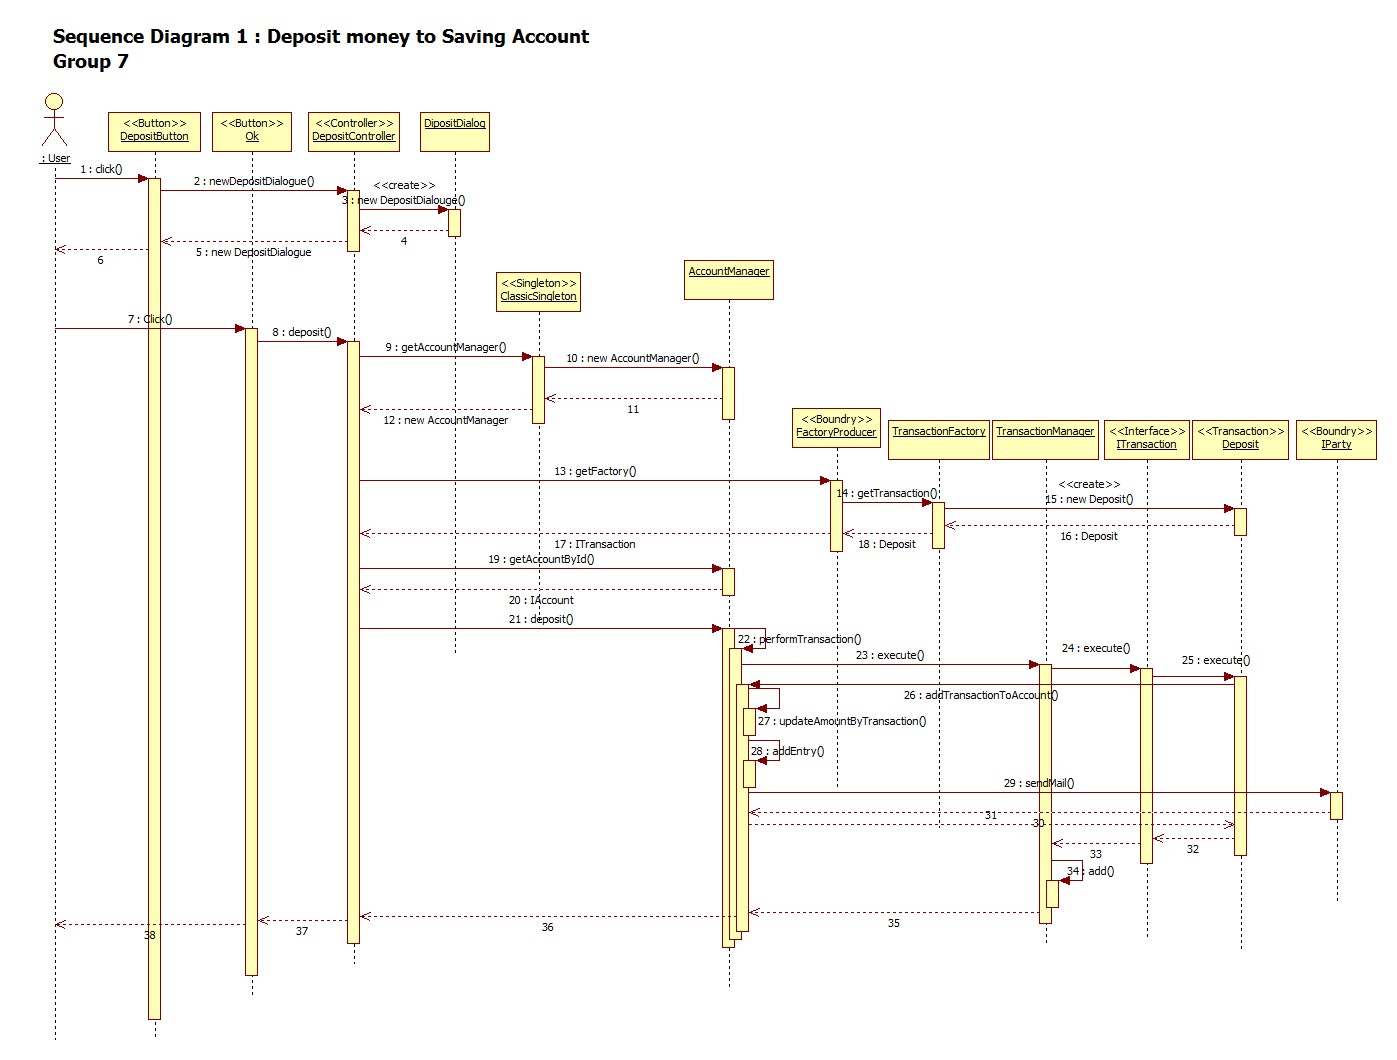 Sequence Diagram 1 : Deposit money to Saving Account
Group 7
: User
<<Button>>
DepositButton
<<Button>>
Ok
<<Controller>>
DepositController
DipositDialog
1 : click()
2 : newDepositDialogue()
<<create>>
3 : new DepositDialouge()
4
5 : new DepositDialogue
6
<<Singleton>>
ClassicSingleton
AccountManager
7 : Click()
8 : deposit()
9 : getAccountManager()
10 : new AccountManager()
11
12 : new AccountManager
<<Boundry>>
FactoryProducer
TransactionFactory
TransactionManager
<<Interface>>
ITransaction
<<Transaction>>
Deposit
<<Boundry>>
IParty
13 : getFactory()
14 : getTransaction()
<<create>>
15 : new Deposit()
16 : Deposit
17 : ITransaction
18 : Deposit
19 : getAccountById()
20 : IAccount
21 : deposit()
22 : performTransaction()
23 : execute()
24 : execute()
25 : execute()
26 : addTransactionToAccount()
27 : updateAmountByTransaction()
28 : addEntry()
29 : sendMail()
31
30
32
33
34 : add()
35
36
37
38